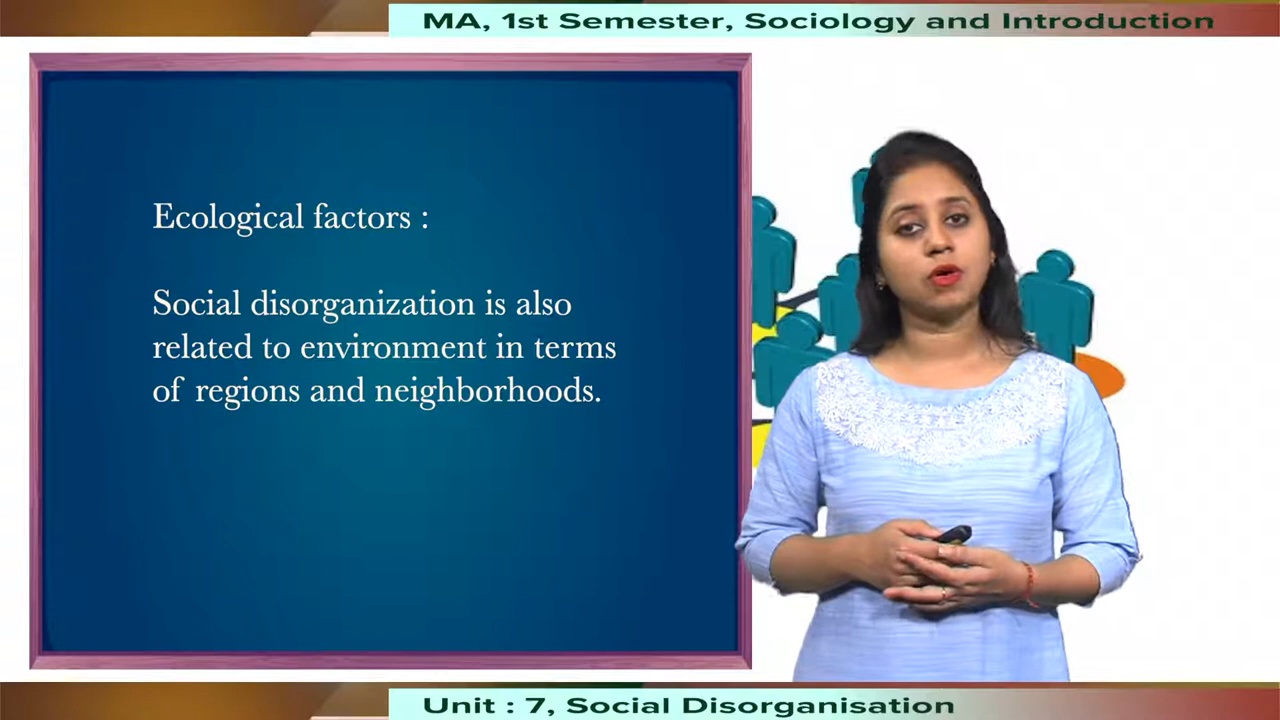 MA, 1st Semester, Sociology and Introduction
Ecological factors :
Social disorganization is also
related to environment in terms
of regions and neighborhoods.
Unit : 7, Social Disorganisation